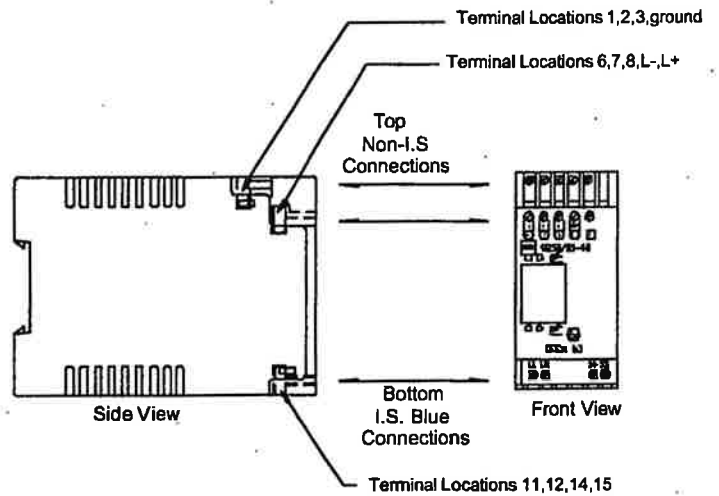 Terminal Locations 1,2,3,ground
Terminal Locations 6,7,8,L-,L+
Top
Non-I.S
Connections
Side View
Bottom
I.S. Blue
Connections
Front View
Terminal Locations 11,12,14,15